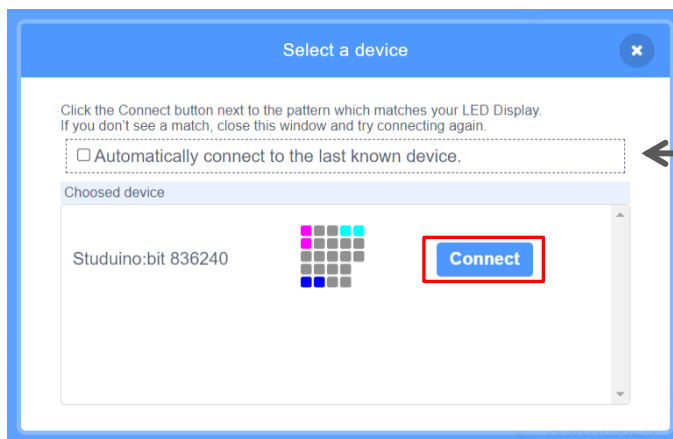 Select a device
Click the Connect button next to the pattern which matches your LED Display.
If you don't see a match, close this window and try connecting again.
Automatically connect to the last known device.
Choosed device
Studuino:bit 836240
Connect